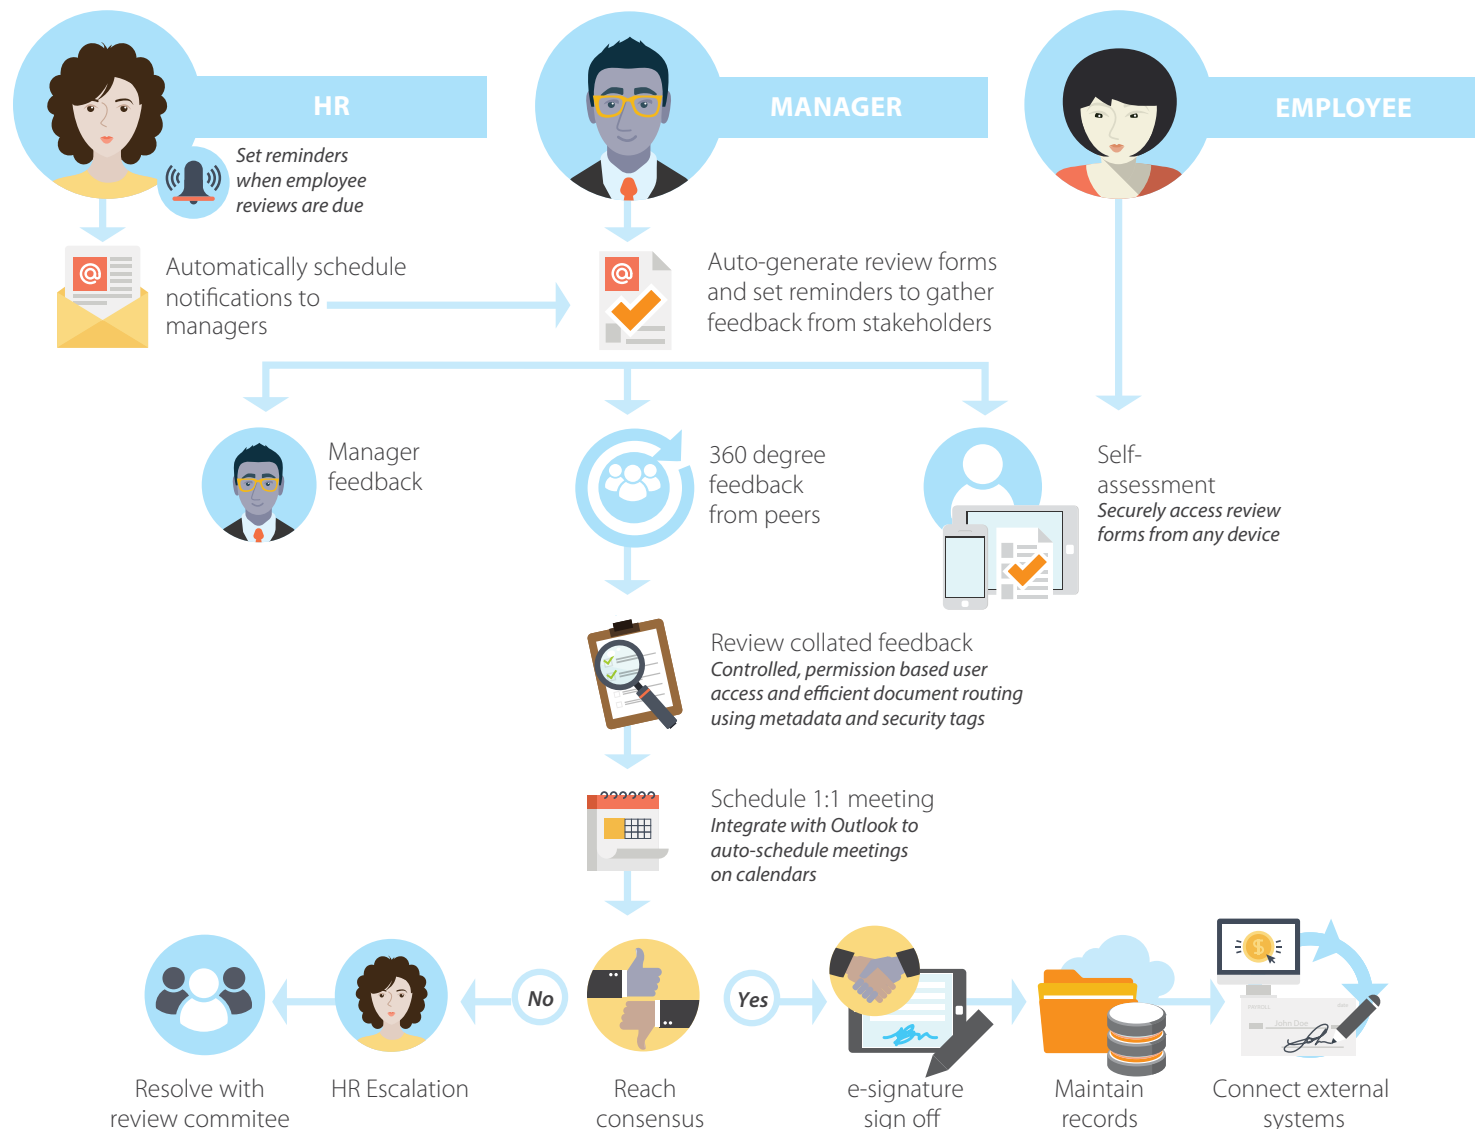 HR
MANAGER
EMPLOYEE
Set reminders
when employee
reviews are due
@
Automatically schedule
notifications to
managers
@
Auto-generate review forms
and set reminders to gather
feedback from stakeholders
Manager
feedback
360 degree
feedback
from peers
Self-
assessment
Securely access review
forms from any device
Review collated feedback
Controlled, permission based user
access and efficient document routing
using metadata and security tags
Schedule 1:1 meeting
Integrate with Outlook to
auto-schedule meetings
on calendars
No
Yes
$
PAYROLL
John Doe
Resolve with
review commitee
HR Escalation
Reach
consensus
e-signature
sign off
Maintain
records
Connect external
systems